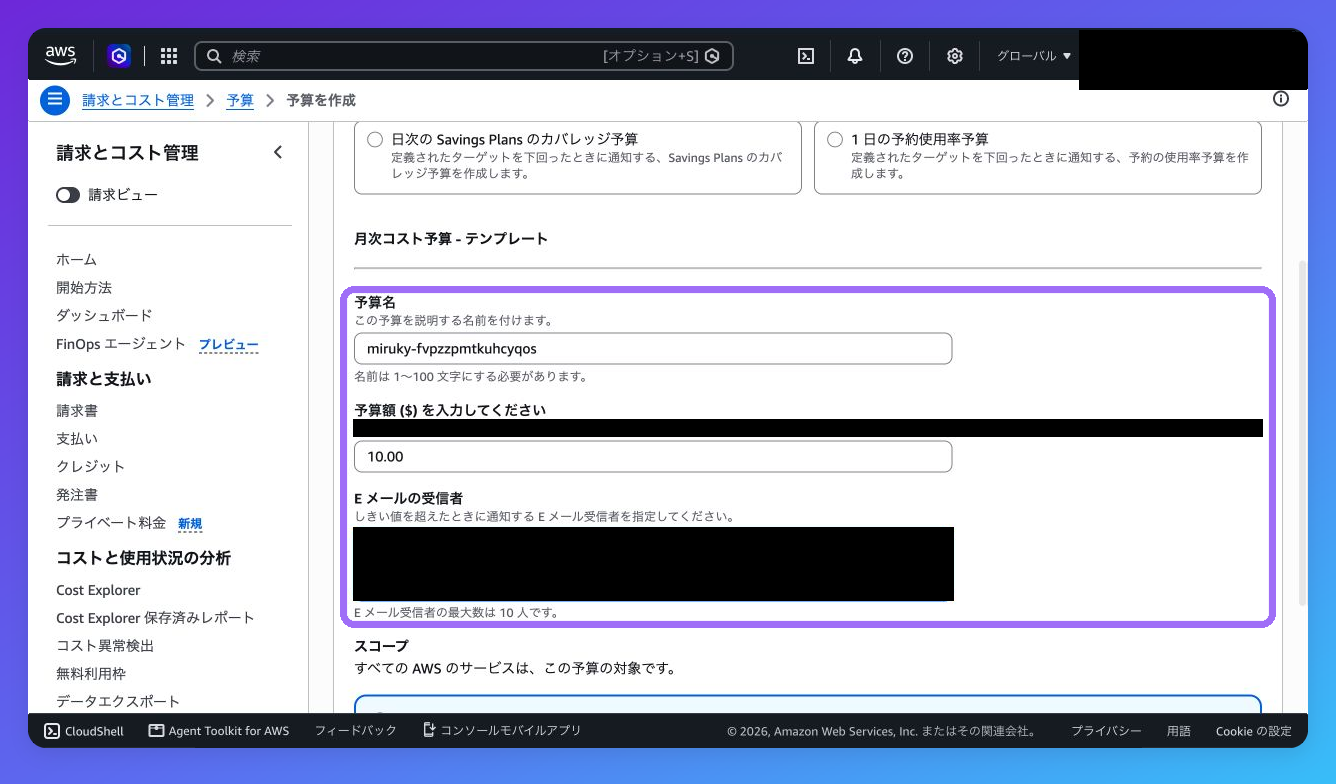 aws
検索 [オプション+S]
グローバル
請求とコスト管理 予算 予算を作成
請求とコスト管理
請求ビュー
ホーム
開始方法
ダッシュボード
FinOps エージェント プレビュー
請求と支払い
請求書
支払い
クレジット
発注書
プライベート料金 新規
コストと使用状況の分析
Cost Explorer
Cost Explorer 保存済みレポート
コスト異常検出
無料利用枠
データエクスポート
日次の Savings Plans のカバレッジ予算
定義されたターゲットを下回ったときに通知する、Savings Plans のカバ
レッジ予算を作成します。
1 日の予約使用率予算
定義されたターゲットを下回ったときに通知する、予約の使用率予算を作
成します。
月次コスト予算 - テンプレート
予算名
この予算を説明する名前を付けます。
miruky-fvpzzpmtkuhcyqos
名前は 1～100 文字にする必要があります。
予算額 ($) を入力してください
10.00
E メールの受信者
しきい値を超えたときに通知する E メール受信者を指定してください。
E メール受信者の最大数は 10 人です。
スコープ
すべての AWS のサービスは、この予算の対象です。
CloudShell Agent Toolkit for AWS フィードバック コンソールモバイルアプリ
© 2026, Amazon Web Services, Inc. またはその関連会社。 プライバシー 用語 Cookie の設定